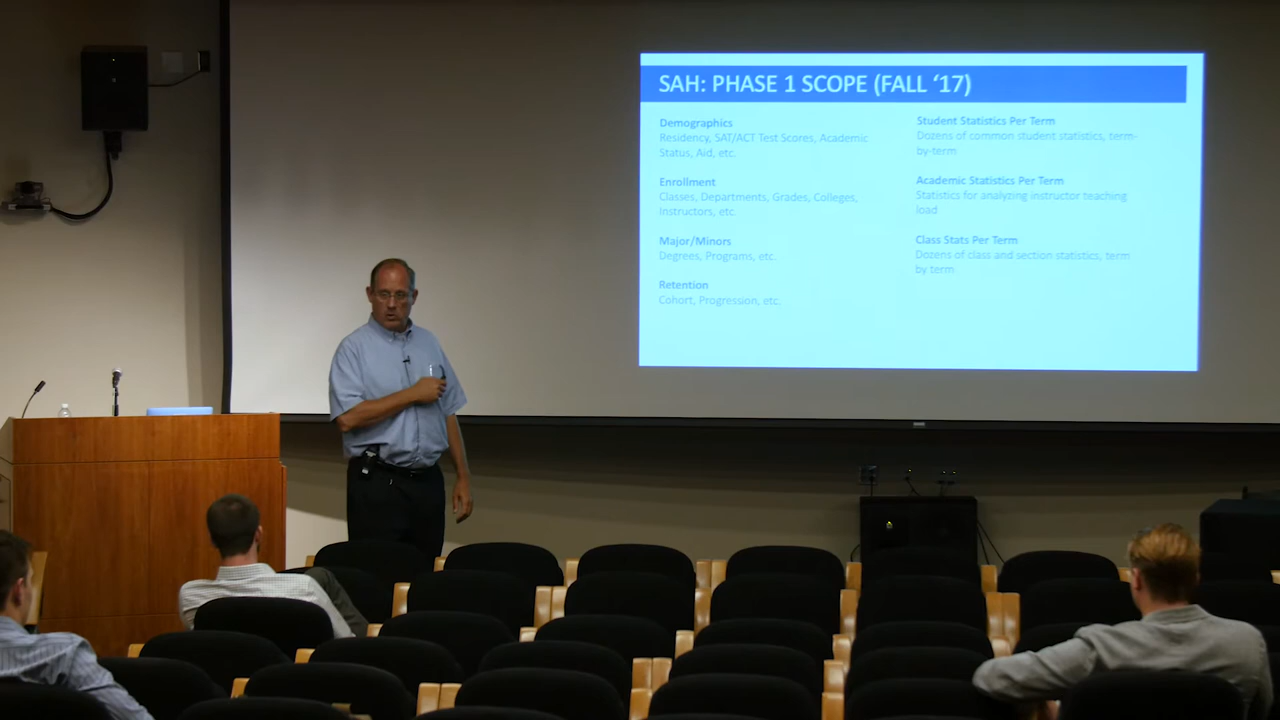 SAH: PHASE 1 SCOPE (FALL '17)
Demographics
Residency, SAT/ACT Test Scores, Academic
Status, Aid, etc.
Enrollment
Classes, Departments, Grades, Colleges,
Instructors, etc.
Major/Minors
Degrees, Programs, etc.
Retention
Cohort, Progression, etc.
Student Statistics Per Term
Dozens of common student statistics, term-
by-term
Academic Statistics Per Term
Statistics for analyzing instructor teaching
load
Class Stats Per Term
Dozens of class and section statistics, term
by term